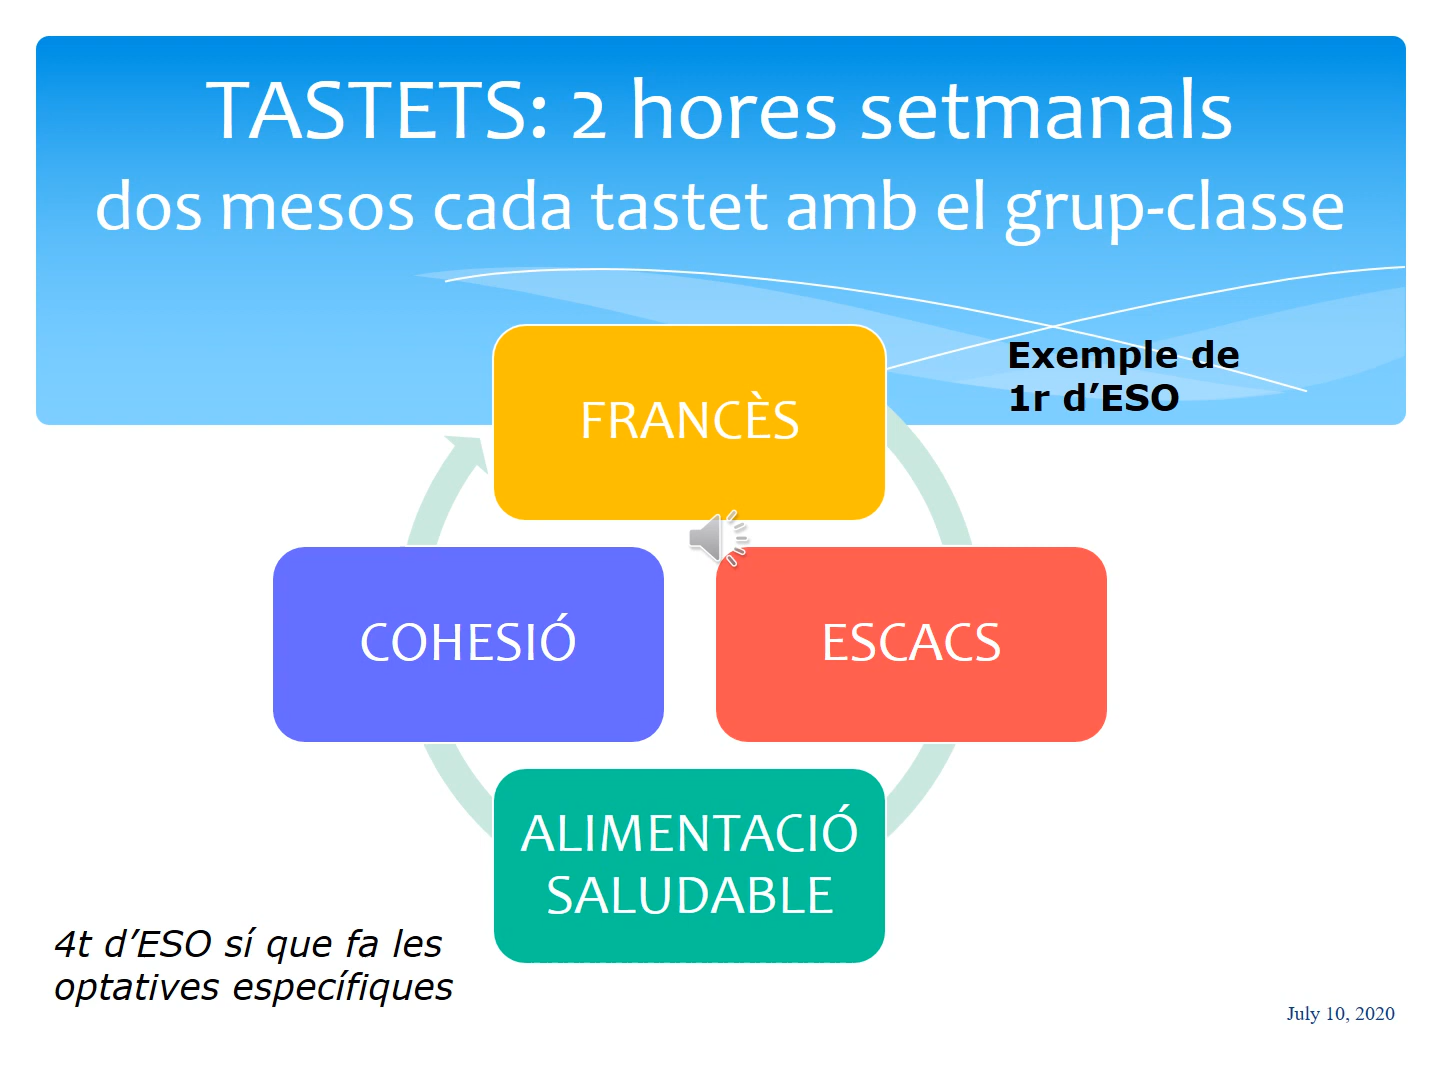 TASTETS: 2 hores setmanals
dos mesos cada tastet amb el grup-classe
Exemple de
1r d’ESO
FRANCÈS
COHESIÓ
ESCACS
ALIMENTACIÓ
SALUDABLE
4t d’ESO sí que fa les
optatives específiques
July 10, 2020